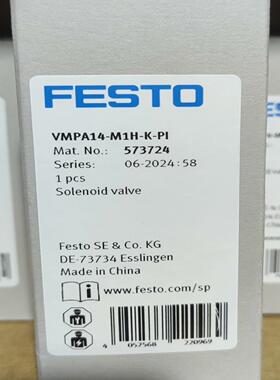 FESTO
VMPA14-M1H-K-PI
Mat. No.: 573724
Series: 06-2024:58
1 pcs
Solenoid valve
Festo SE & Co. KG
DE-73734 Esslingen
Made in China
www.festo.com/sp
4 057568 220969